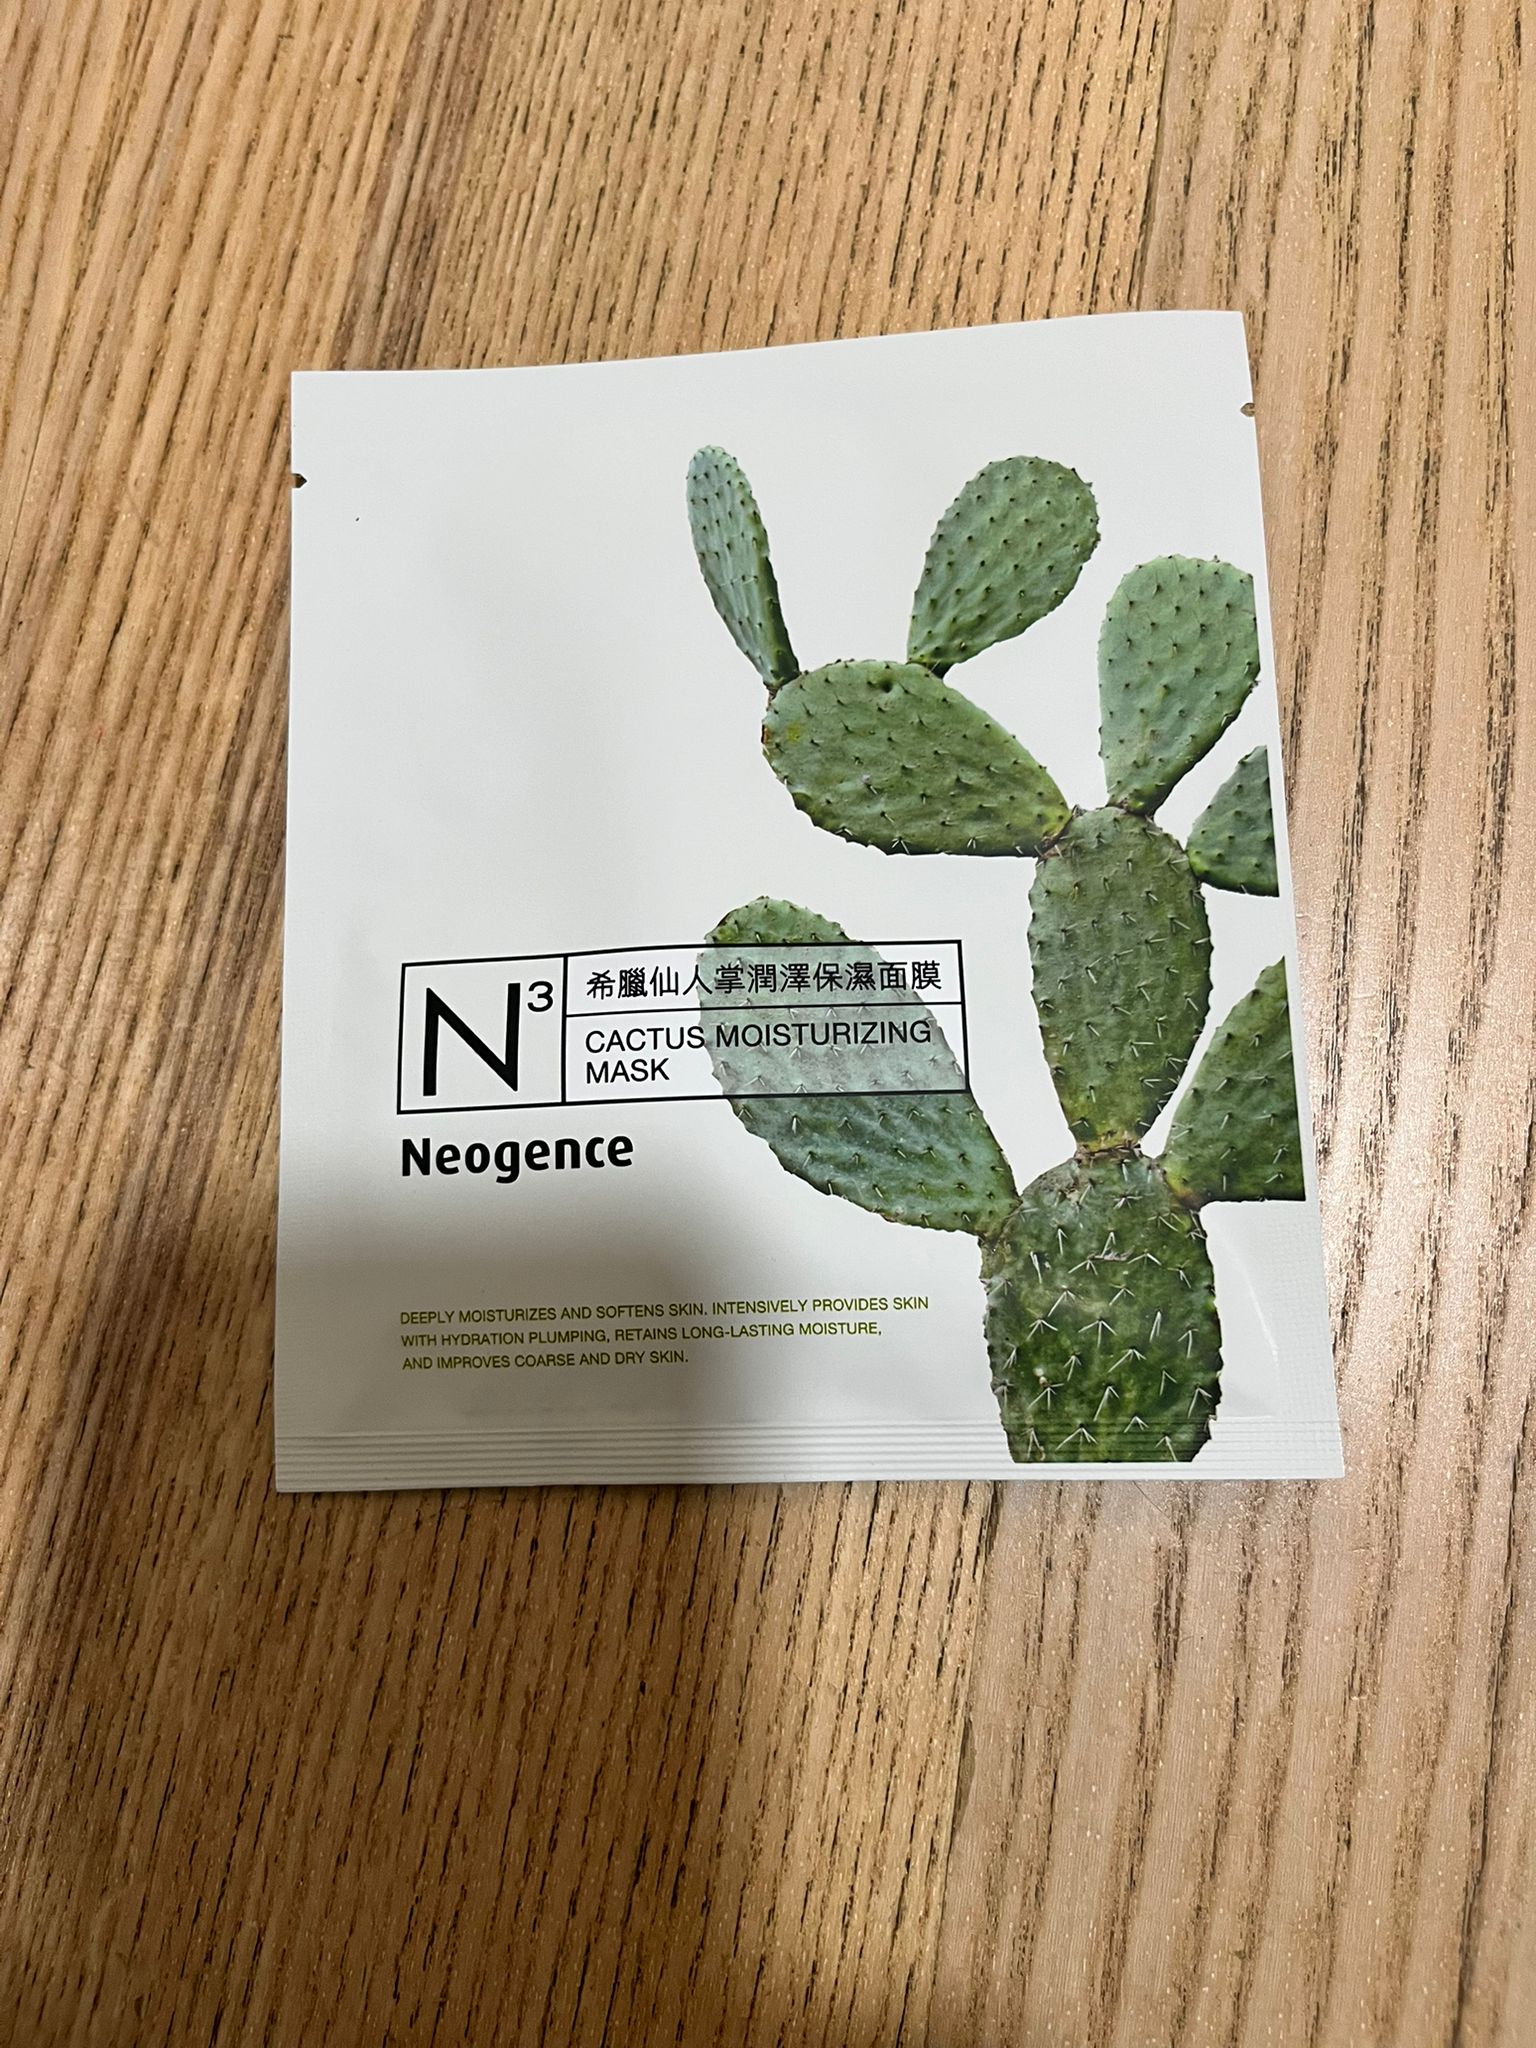 N³
希臘仙人掌潤澤保濕面膜
CACTUS MOISTURIZING
MASK
Neogence
DEEPLY MOISTURIZES AND SOFTENS SKIN. INTENSIVELY PROVIDES SKIN
WITH HYDRATION PLUMPING, RETAINS LONG-LASTING MOISTURE,
AND IMPROVES COARSE AND DRY SKIN.